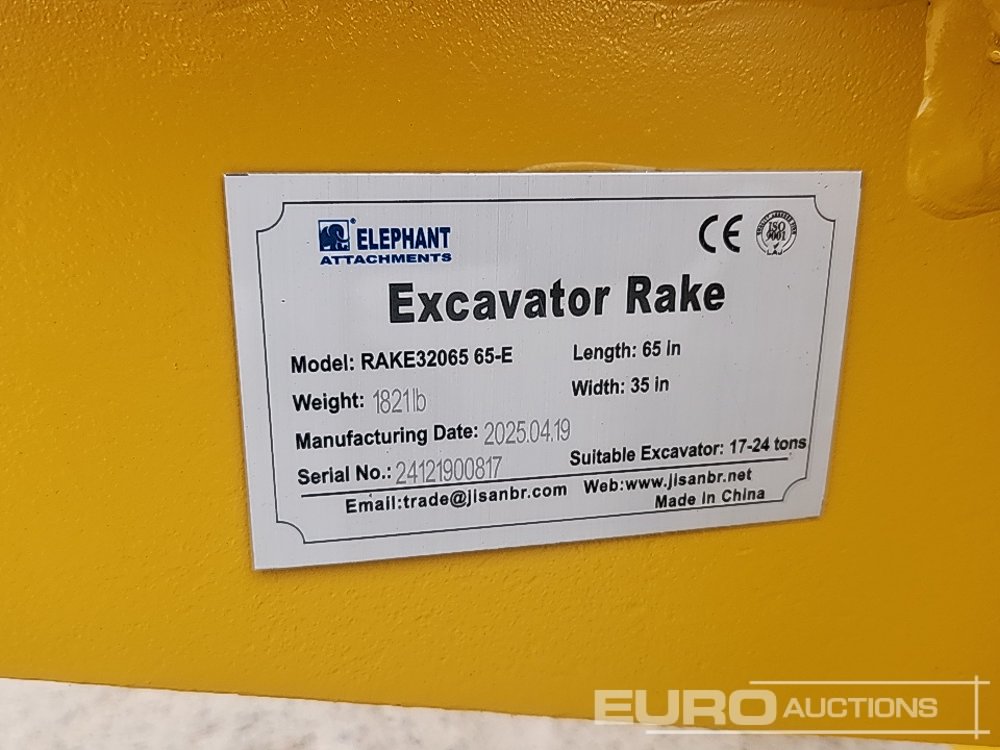 ELEPHANT
ATTACHMENTS
CE
ISO
9001
Excavator Rake
Model: RAKE32065 65-E
Length: 65 in
Weight: 1821lb
Width: 35 in
Manufacturing Date: 2025.04.19
Serial No.: 24121900817
Suitable Excavator: 17-24 tons
Email:trade@jlsanbr.com
Web:www.jlsanbr.net
Made In China
EURO AUCTIONS